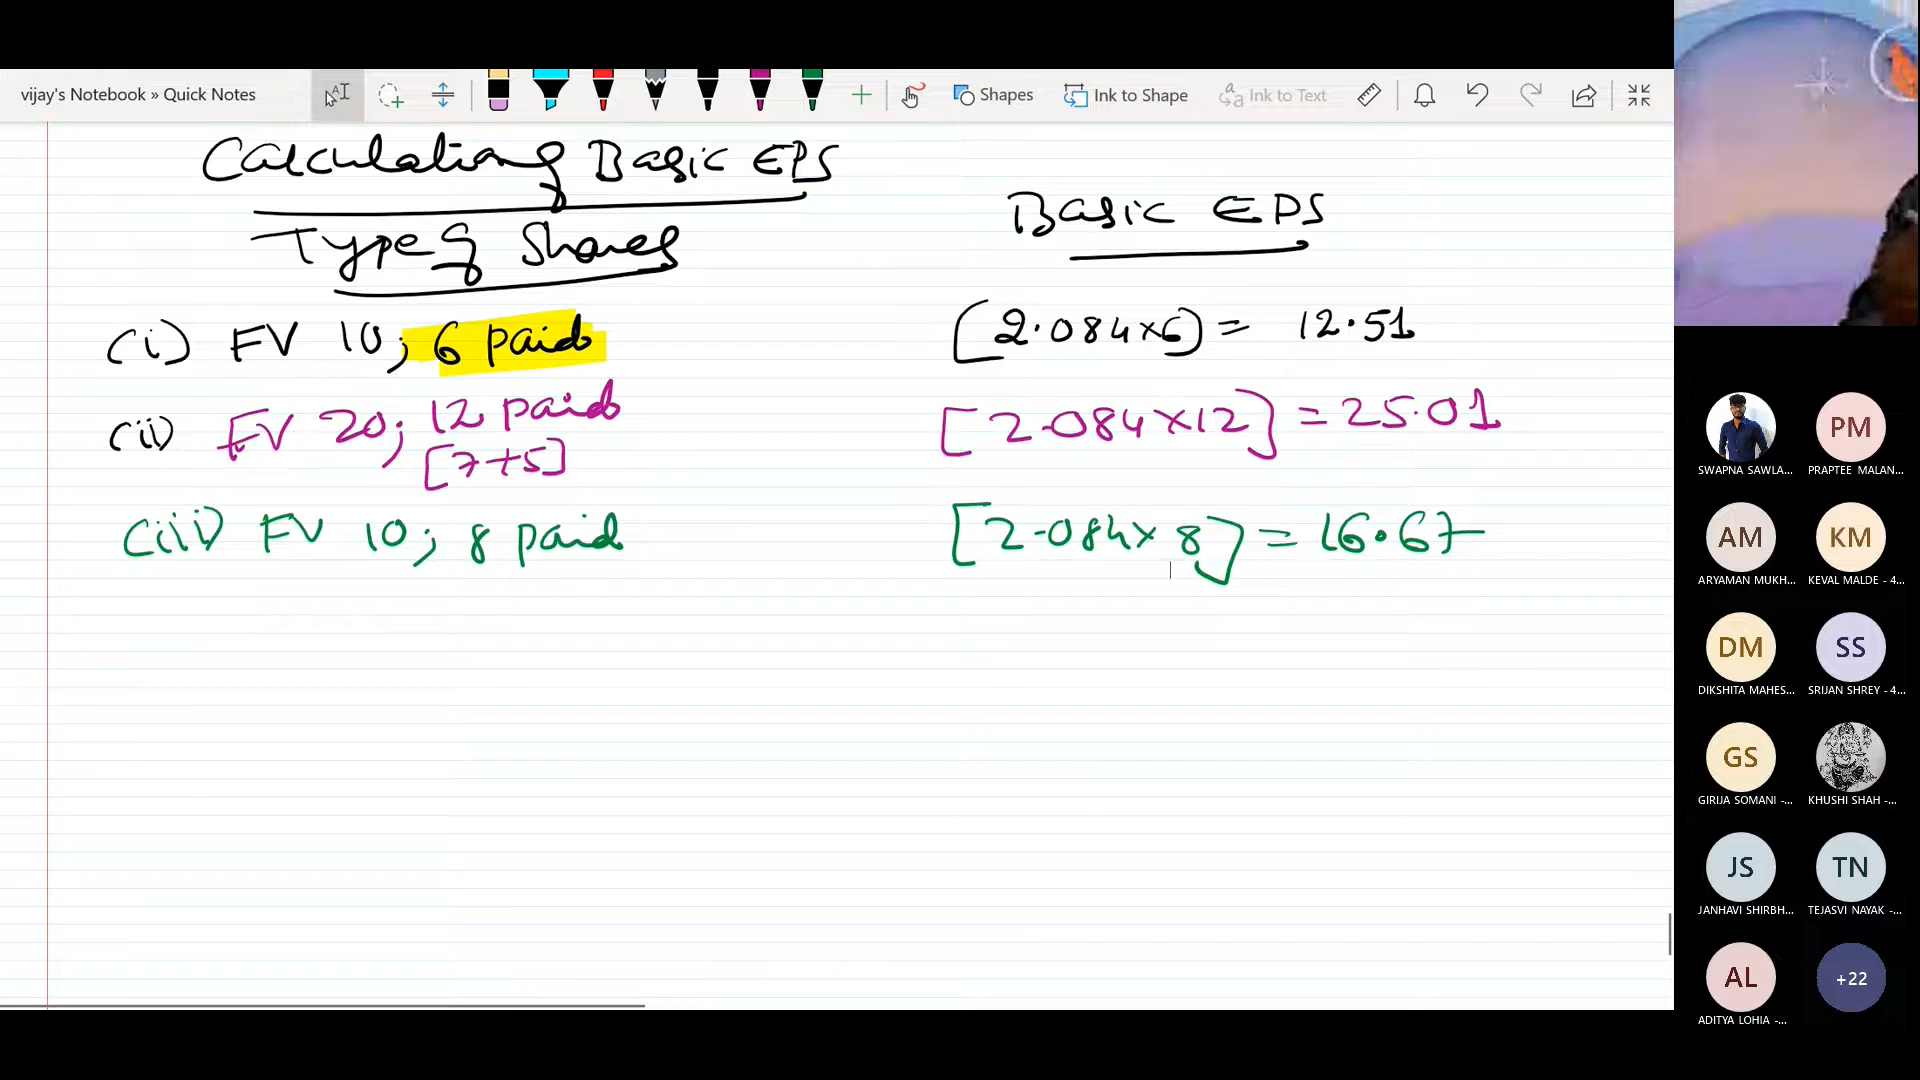 vijay's Notebook » Quick Notes
Shapes
Ink to Shape
Ink to Text
Calculation of Basic EPS
Type of Shares
Basic EPS
(i) FV 10; 6 paid
[2.084×6] = 12.51
(ii) FV 20; 12 paid
[7+5]
[2.084×12] = 25.01
(iii) FV 10; 8 paid
[2.084× 8] = 16.67
SWAPNA SAWLA...
PM
PRAPTEE MALAN...
AM
ARYAMAN MUKH...
KM
KEVAL MALDE - 4...
DM
DIKSHITA MAHES...
SS
SRIJAN SHREY - 4...
GS
GIRIJA SOMANI -...
KHUSHI SHAH -...
JS
JANHAVI SHIRBH...
TN
TEJASVI NAYAK -...
AL
ADITYA LOHIA -...
+22